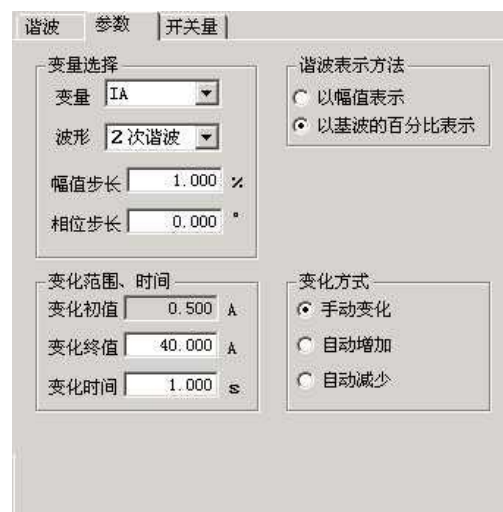 谐波 参数 开关量
变量选择
变量 IA
波形 2次谐波
幅值步长 1.000 %
相位步长 0.000 °
谐波表示方法
以幅值表示
以基波的百分比表示
变化范围、时间
变化初值 0.500 A
变化终值 40.000 A
变化时间 1.000 s
变化方式
手动变化
自动增加
自动减少